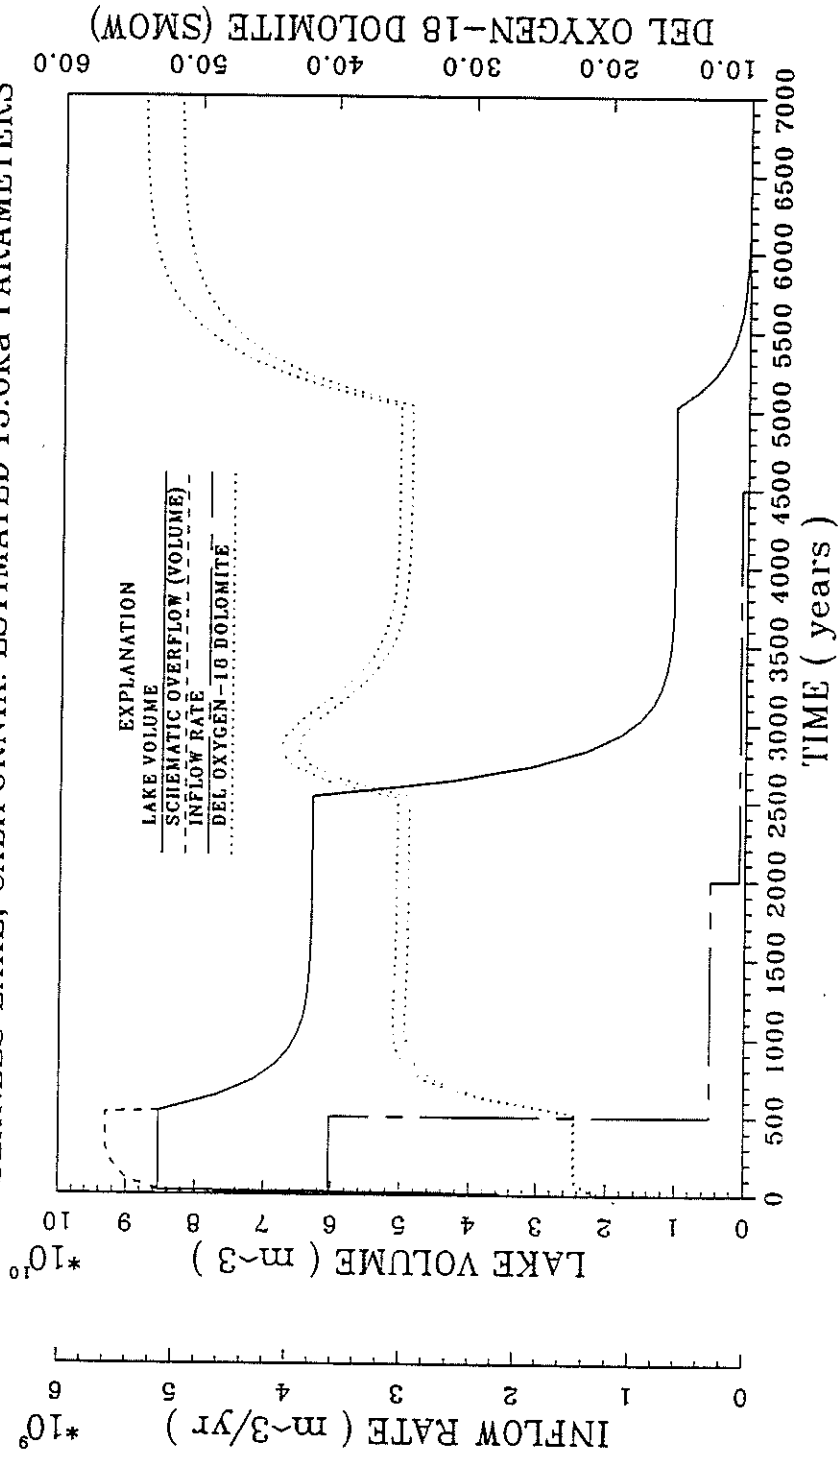 CALIFORNIA: ESTIMATED PARAMETERS
EXPLANATION
LAKE VOLUME
SCHEMATIC OVERFLOW (VOLUME)
INFLOW RATE
DEL OXYGEN-18 DOLOMITE
INFLOW RATE ( m~3/yr )
*10^9
6
5
4
3
2
1
0
LAKE VOLUME ( m~3 )
*10^10
10
9
8
7
6
5
4
3
2
1
0
DEL OXYGEN-18 DOLOMITE (SMOW)
60.0
50.0
40.0
30.0
20.0
10.0
0 500 1000 1500 2000 2500 3000 3500 4000 4500 5000 5500 6000 6500 7000
TIME ( years )